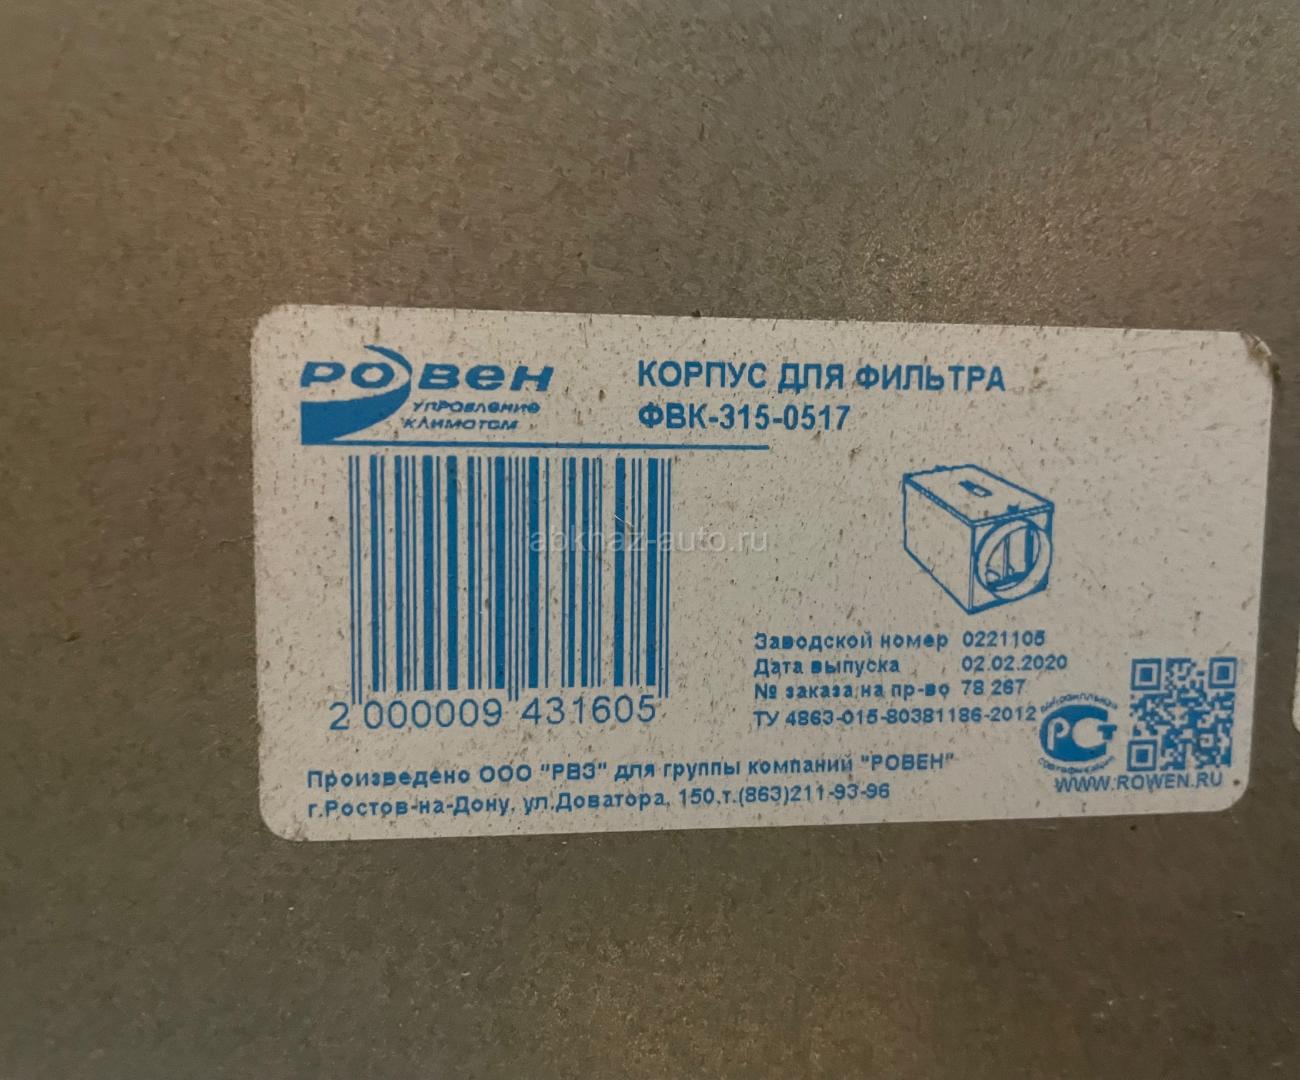 РОВЕН
УПРАВЛЕНИЕ
КЛИМАТОМ
КОРПУС ДЛЯ ФИЛЬТРА
ФВК-315-0517
abkhaz-auto.ru
2 000009 431605
Заводской номер 0221105
Дата выпуска 02.02.2020
№ заказа на пр-во 78 267
ТУ 4863-015-80381186-2012
РСТ
WWW.ROWEN.RU
Произведено ООО "РВЗ" для группы компаний "РОВЕН"
г.Ростов-на-Дону, ул.Доватора, 150,т.(863)211-93-96